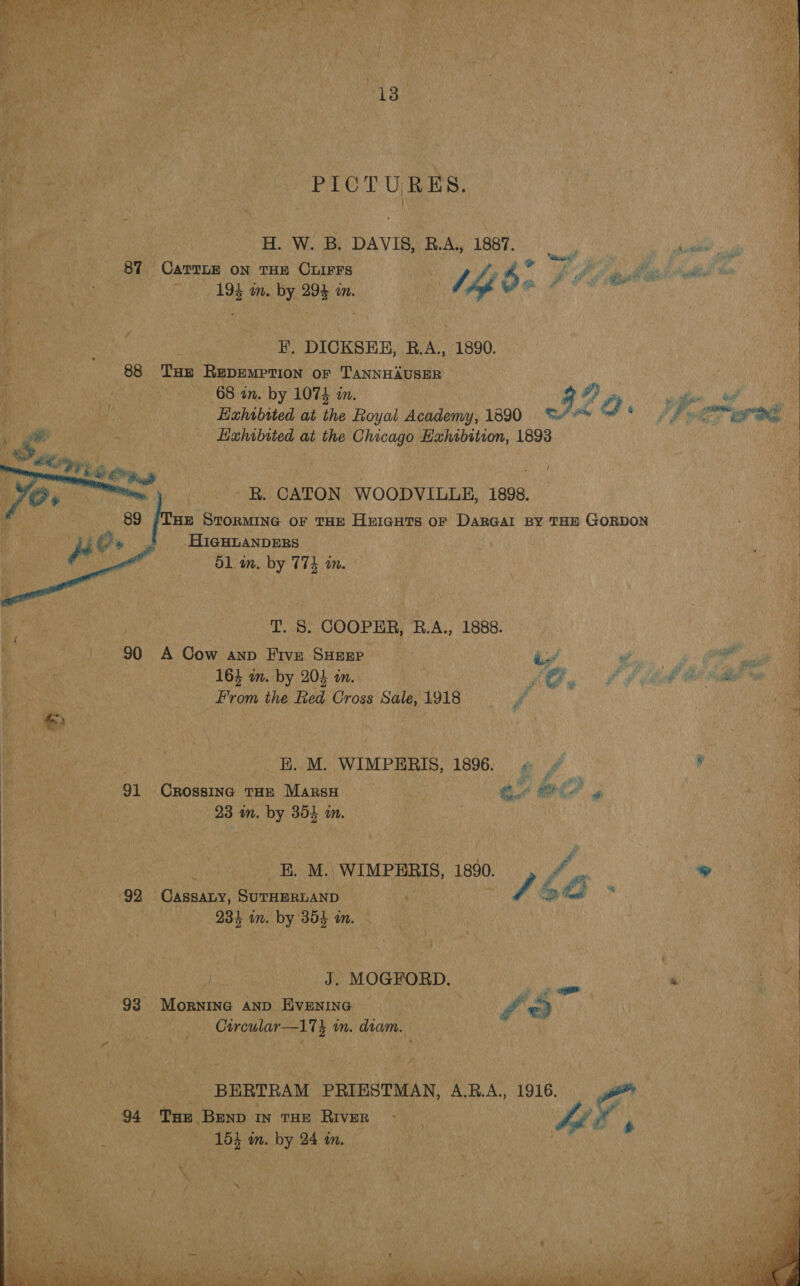 13
PICTURES.
H. W. B. DAVIS, R.A., 1887.
87 CATTLE ON THE CLIFFS
19½ in. by 29½ in.
F. DICKSEE, R.A., 1890.
88 THE REDEMPTION OF TANNHÄUSER
68 in. by 107½ in.
Exhibited at the Royal Academy, 1890
Exhibited at the Chicago Exhibition, 1893
R. CATON WOODVILLE, 1898.
89 THE STORMING OF THE HEIGHTS OF DARGAI BY THE GORDON
HIGHLANDERS
51 in. by 77½ in.
T. S. COOPER, R.A., 1888.
90 A COW AND FIVE SHEEP
16½ in. by 20½ in.
From the Red Cross Sale, 1918
E. M. WIMPERIS, 1896.
91 CROSSING THE MARSH
23 in. by 35½ in.
E. M. WIMPERIS, 1890.
92 CASSALY, SUTHERLAND
23½ in. by 35½ in.
J. MOGFORD.
93 MORNING AND EVENING
Circular—17½ in. diam.
BERTRAM PRIESTMAN, A.R.A., 1916.
94 THE BEND IN THE RIVER
15½ in. by 24 in.